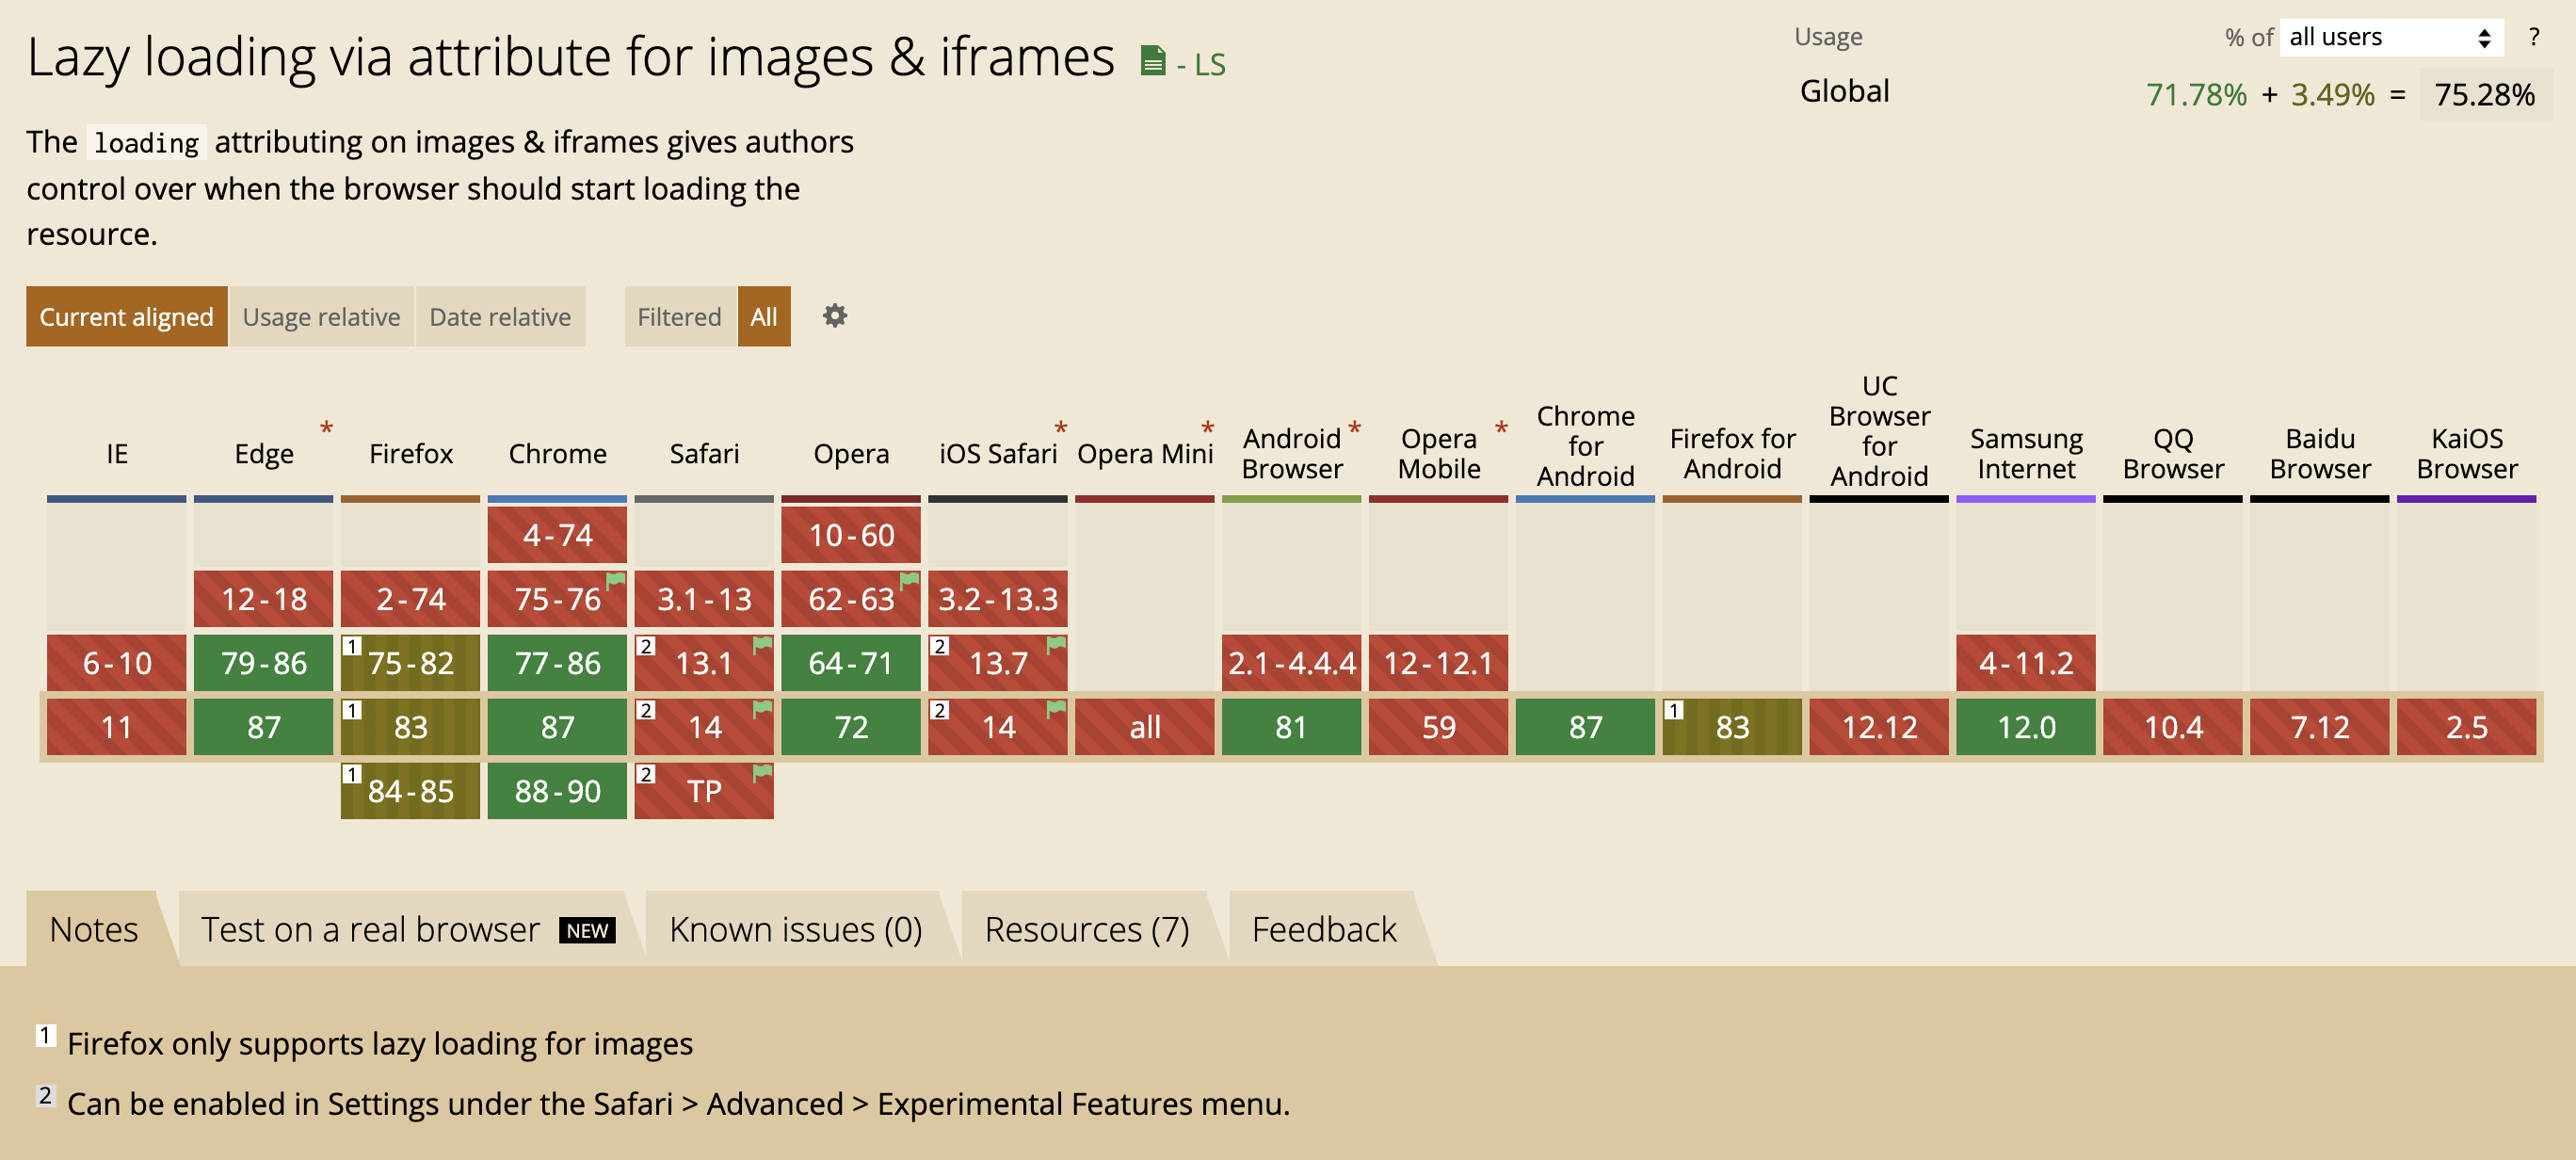 Lazy loading via attribute for images & iframes - LS
Usage % of all users ?
Global 71.78% + 3.49% = 75.28%
The loading attributing on images & iframes gives authors
control over when the browser should start loading the
resource.
Current aligned Usage relative Date relative Filtered All
IE Edge * Firefox Chrome Safari Opera iOS Safari * Opera Mini * Android Browser * Opera Mobile * Chrome for Android Firefox for Android UC Browser for Android Samsung Internet QQ Browser Baidu Browser KaiOS Browser
4-74 10-60
12-18 2-74 75-76 3.1-13 62-63 3.2-13.3
6-10 79-86 1 75-82 77-86 2 13.1 64-71 2 13.7 2.1-4.4.4 12-12.1 4-11.2
11 87 1 83 87 2 14 72 2 14 all 81 59 87 1 83 12.12 12.0 10.4 7.12 2.5
1 84-85 88-90 2 TP
Notes Test on a real browser NEW Known issues (0) Resources (7) Feedback
1 Firefox only supports lazy loading for images
2 Can be enabled in Settings under the Safari > Advanced > Experimental Features menu.